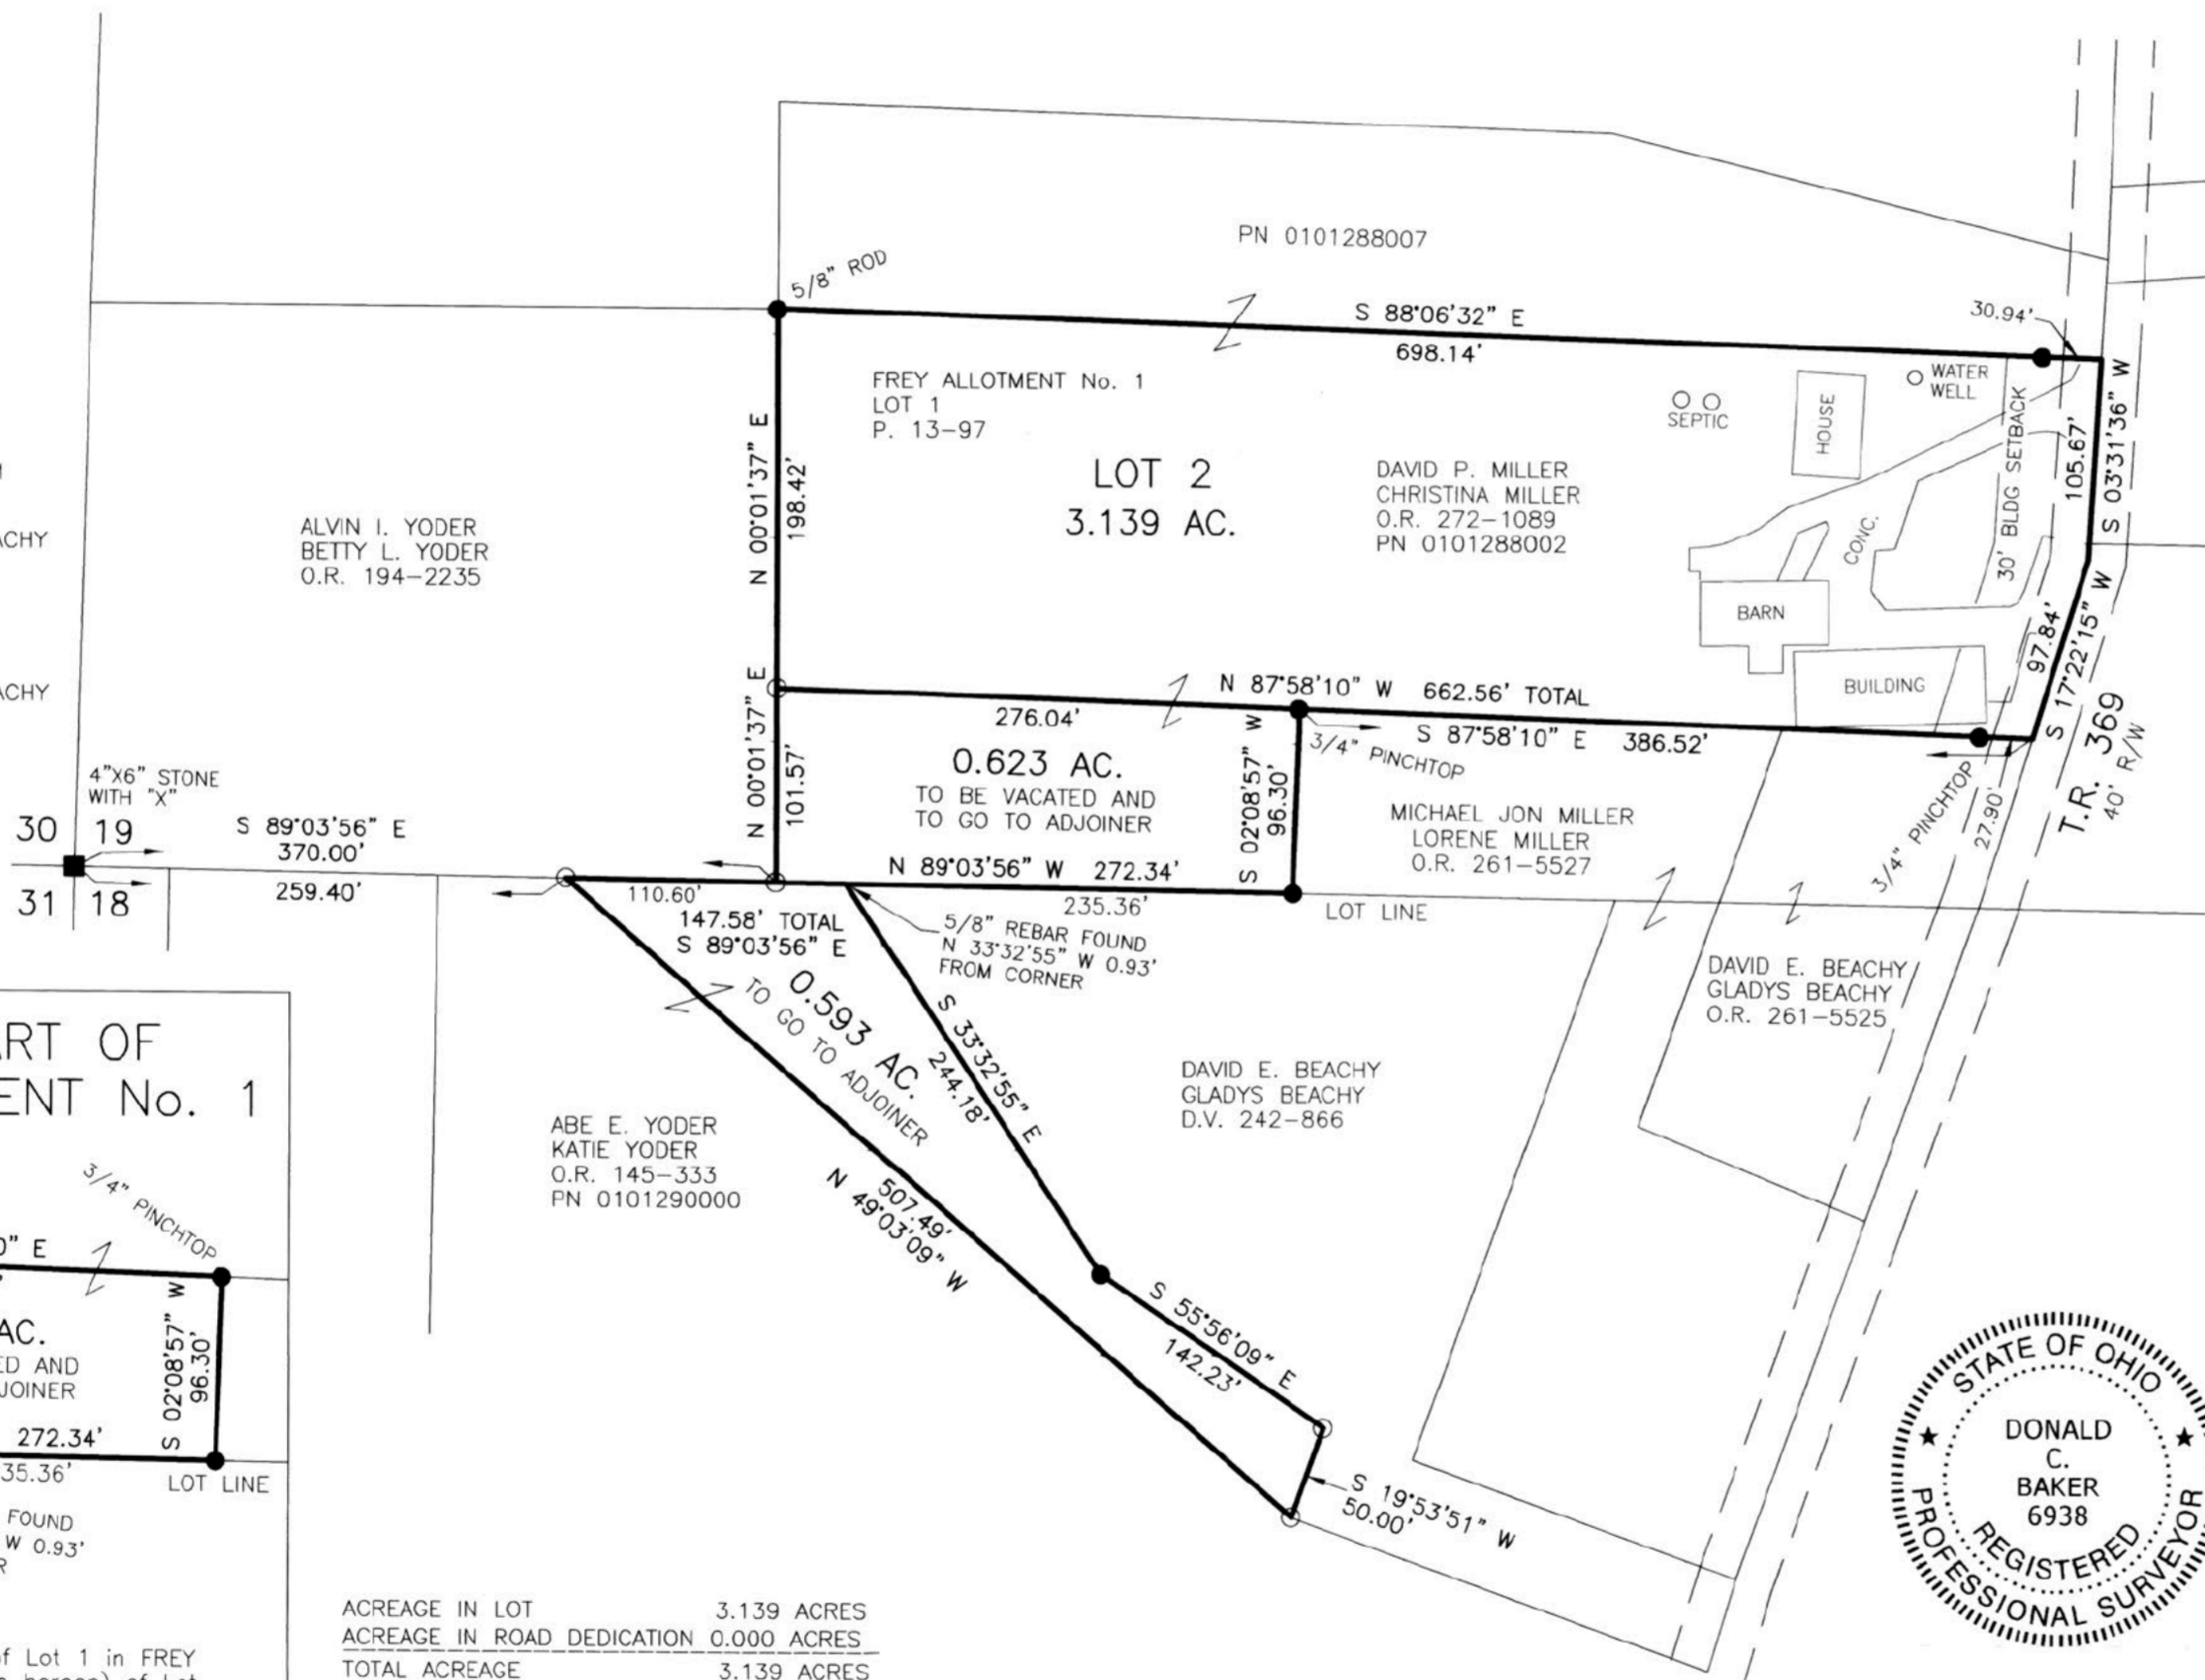 PN 0101288007
5/8" ROD
S 88°06'32" E
698.14'
30.94'
FREY ALLOTMENT No. 1
LOT 1
P. 13-97
LOT 2
3.139 AC.
DAVID P. MILLER
CHRISTINA MILLER
O.R. 272-1089
PN 0101288002
SEPTIC
HOUSE
WATER
WELL
30' BLDG SETBACK
CONC.
BARN
BUILDING
105.67'
S 03°31'36" W
97.84'
S 17°22'15" W
T.R. 369
40' R/W
N 00°01'37" E
198.42'
ACHY
ALVIN I. YODER
BETTY L. YODER
O.R. 194-2235
ACHY
N 87°58'10" W 662.56' TOTAL
276.04'
S 87°58'10" E 386.52'
3/4" PINCHTOP
N 00°01'37" E
101.57'
0.623 AC.
TO BE VACATED AND
TO GO TO ADJOINER
S 02°08'57" W
96.30'
MICHAEL JON MILLER
LORENE MILLER
O.R. 261-5527
3/4" PINCHTOP
27.90'
4"X6" STONE
WITH "X"
30 19
31 18
S 89°03'56" E
370.00'
259.40'
N 89°03'56" W 272.34'
110.60'
235.36'
LOT LINE
147.58' TOTAL
S 89°03'56" E
5/8" REBAR FOUND
N 33°32'55" W 0.93'
FROM CORNER
0.593 AC.
TO GO TO ADJOINER
S 33°32'55" E
244.18'
DAVID E. BEACHY
GLADYS BEACHY
O.R. 261-5525
DAVID E. BEACHY
GLADYS BEACHY
D.V. 242-866
ABE E. YODER
KATIE YODER
O.R. 145-333
PN 0101290000
507.49'
N 49°03'09" W
S 55°56'09" E
142.23'
S 19°53'51" W
50.00'
ART OF
ENT No. 1
3/4" PINCHTOP
0" E
AC.
ED AND
JOINER
S 02°08'57" W
96.30'
272.34'
35.36'
LOT LINE
FOUND
W 0.93'
R
of Lot 1 in FREY
ACREAGE IN LOT 3.139 ACRES
ACREAGE IN ROAD DEDICATION 0.000 ACRES
TOTAL ACREAGE 3.139 ACRES
STATE OF OHIO
DONALD
C.
BAKER
6938
REGISTERED
PROFESSIONAL SURVEYOR